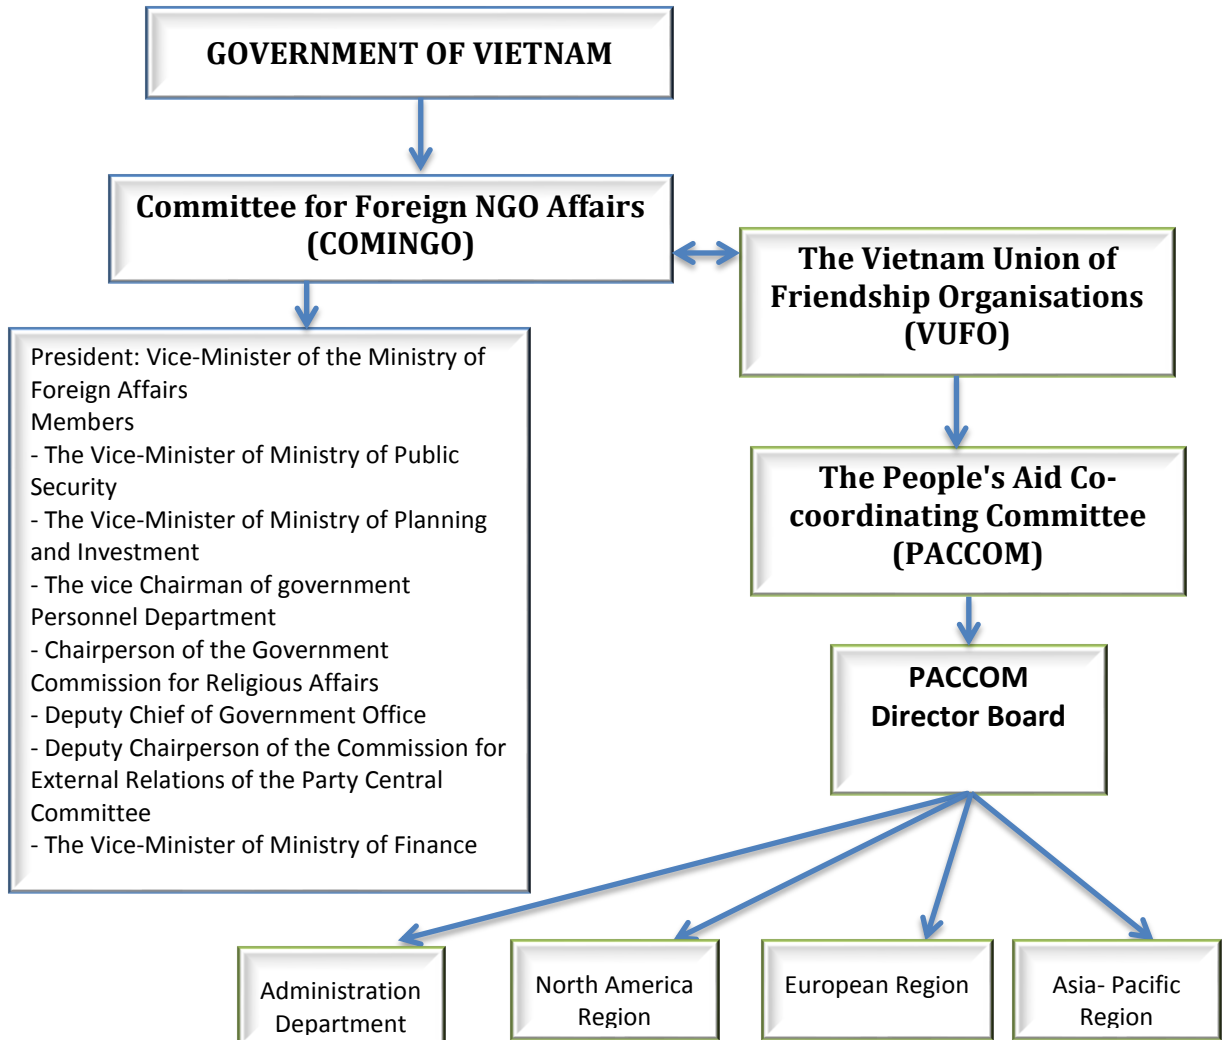 GOVERNMENT OF VIETNAM
Committee for Foreign NGO Affairs
(COMINGO)
The Vietnam Union of
Friendship Organisations
(VUFO)
President: Vice-Minister of the Ministry of
Foreign Affairs
Members
- The Vice-Minister of Ministry of Public
Security
- The Vice-Minister of Ministry of Planning
and Investment
- The vice Chairman of government
Personnel Department
- Chairperson of the Government
Commission for Religious Affairs
- Deputy Chief of Government Office
- Deputy Chairperson of the Commission for
External Relations of the Party Central
Committee
- The Vice-Minister of Ministry of Finance
The People's Aid Co-
coordinating Committee
(PACCOM)
PACCOM
Director Board
Administration
Department
North America
Region
European Region
Asia- Pacific
Region